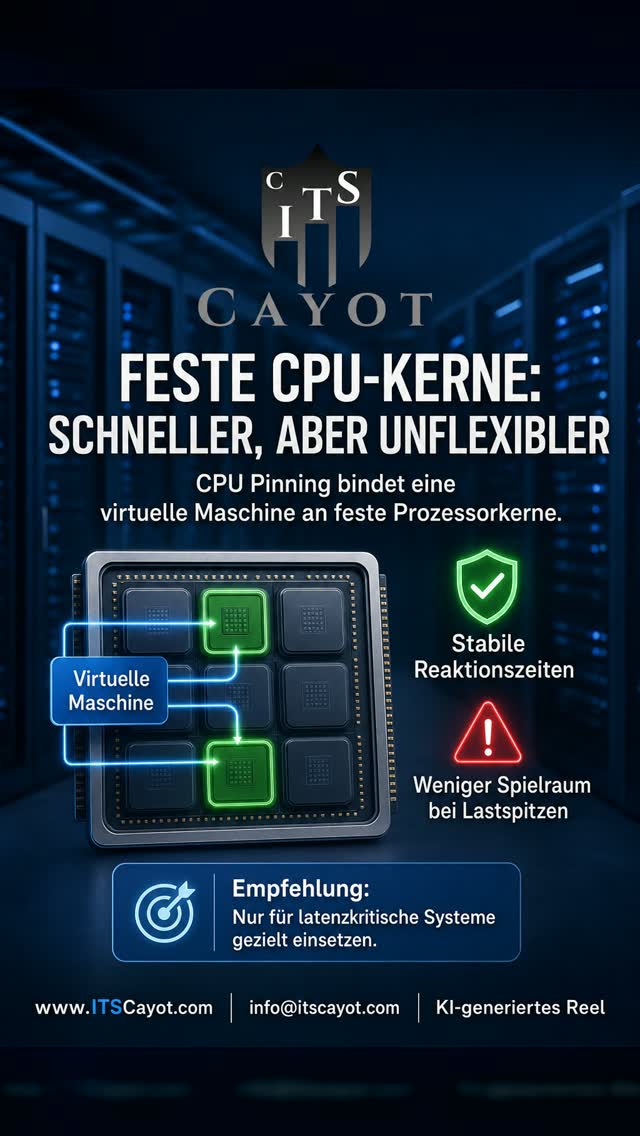 C ITS
CAYOT
FESTE CPU-KERNE:
SCHNELLER, ABER UNFLEXIBLER
CPU Pinning bindet eine
virtuelle Maschine an feste Prozessorkerne.
Virtuelle
Maschine
Stabile
Reaktionszeiten
Weniger Spielraum
bei Lastspitzen
Empfehlung:
Nur für latenzkritische Systeme
gezielt einsetzen.
www.ITSCayot.com | info@itscayot.com | KI-generiertes Reel